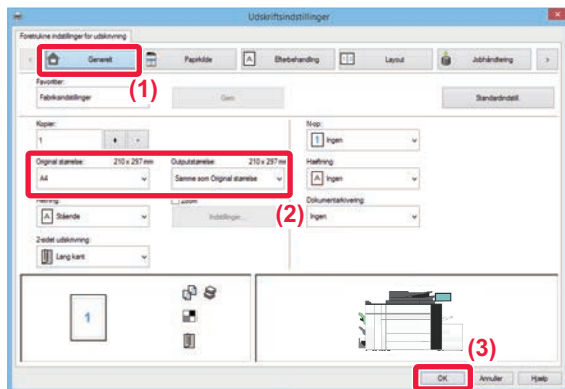 Udskriftsindstillinger
Foretrukne indstillinger for udskrivning
Generelt Papirkilde Efterbehandling Layout Jobhåndtering
(1)
Favoritter:
Fabriksindstillinger Gem Standardindstill.
Kopier: N-op:
1 + - 1 Ingen
Original størrelse: 210 x 297 mm Outputstørrelse: 210 x 297 mm Hæftning:
A4 Samme som Original størrelse A Ingen
(2)
Retning: Zoom Dokumentarkivering:
A Stående Indstillinger... Ingen
2-sidet udskrivning:
Lang kant
1
(3)
OK Annuller Hjælp